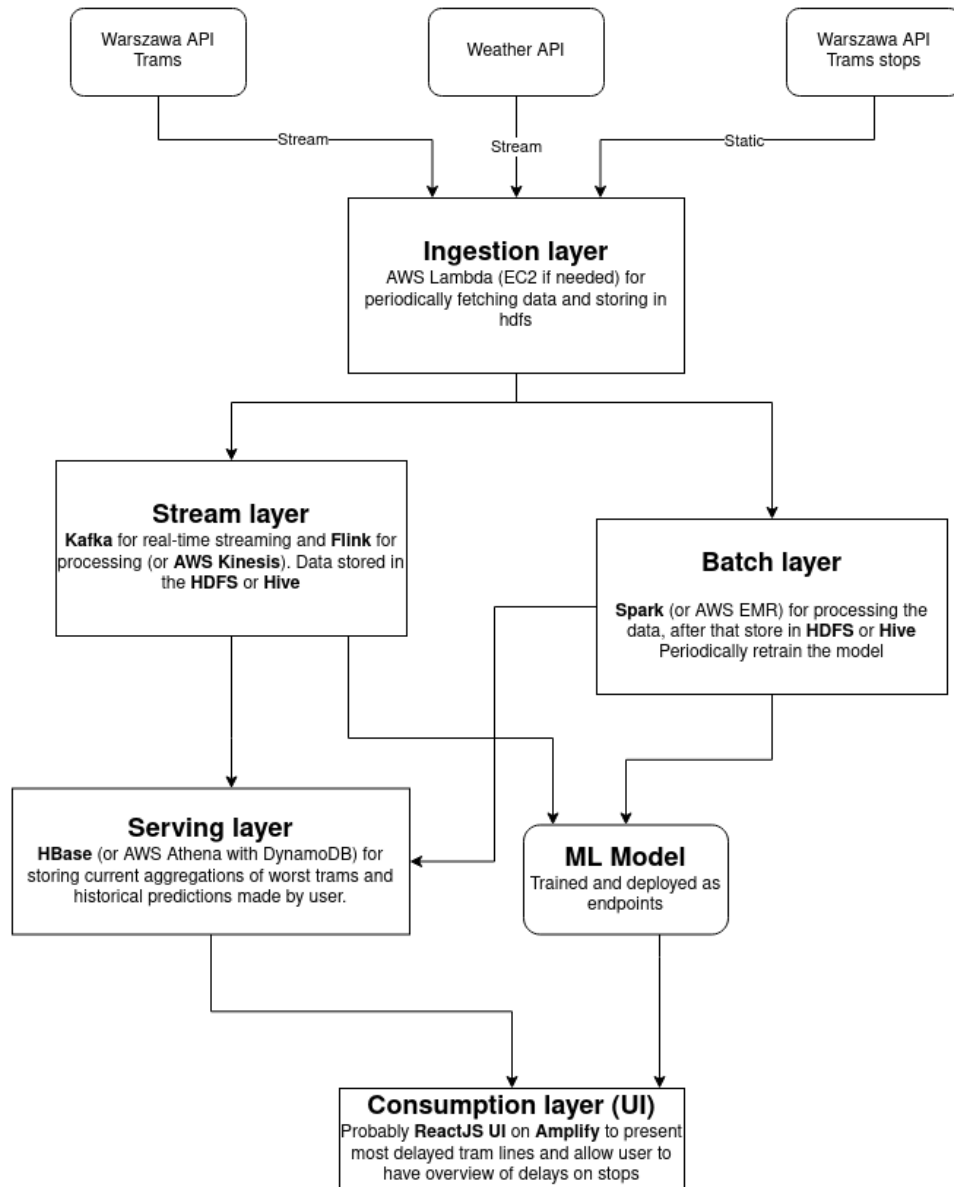 Warszawa API
Trams
Weather API
Warszawa API
Trams stops
Stream
Stream
Static
Ingestion layer
AWS Lambda (EC2 if needed) for
periodically fetching data and storing in
hdfs
Stream layer
Kafka for real-time streaming and Flink for
processing (or AWS Kinesis). Data stored in
the HDFS or Hive
Batch layer
Spark (or AWS EMR) for processing the
data, after that store in HDFS or Hive
Periodically retrain the model
Serving layer
HBase (or AWS Athena with DynamoDB) for
storing current aggregations of worst trams and
historical predictions made by user.
ML Model
Trained and deployed as
endpoints
Consumption layer (UI)
Probably ReactJS UI on Amplify to present
most delayed tram lines and allow user to
have overview of delays on stops